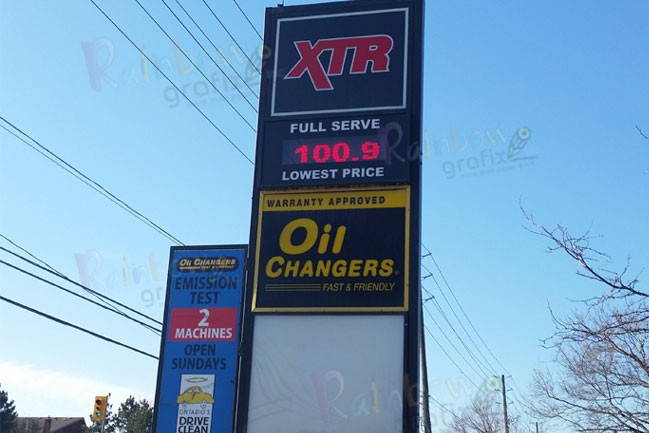 XTR
FULL SERVE
100.9
LOWEST PRICE
WARRANTY APPROVED
Oil
CHANGERS
FAST & FRIENDLY
OIL CHANGERS
EMISSION
TEST
2
MACHINES
OPEN
SUNDAYS
ONTARIO'S
DRIVE
CLEAN
Rainbow
grafix